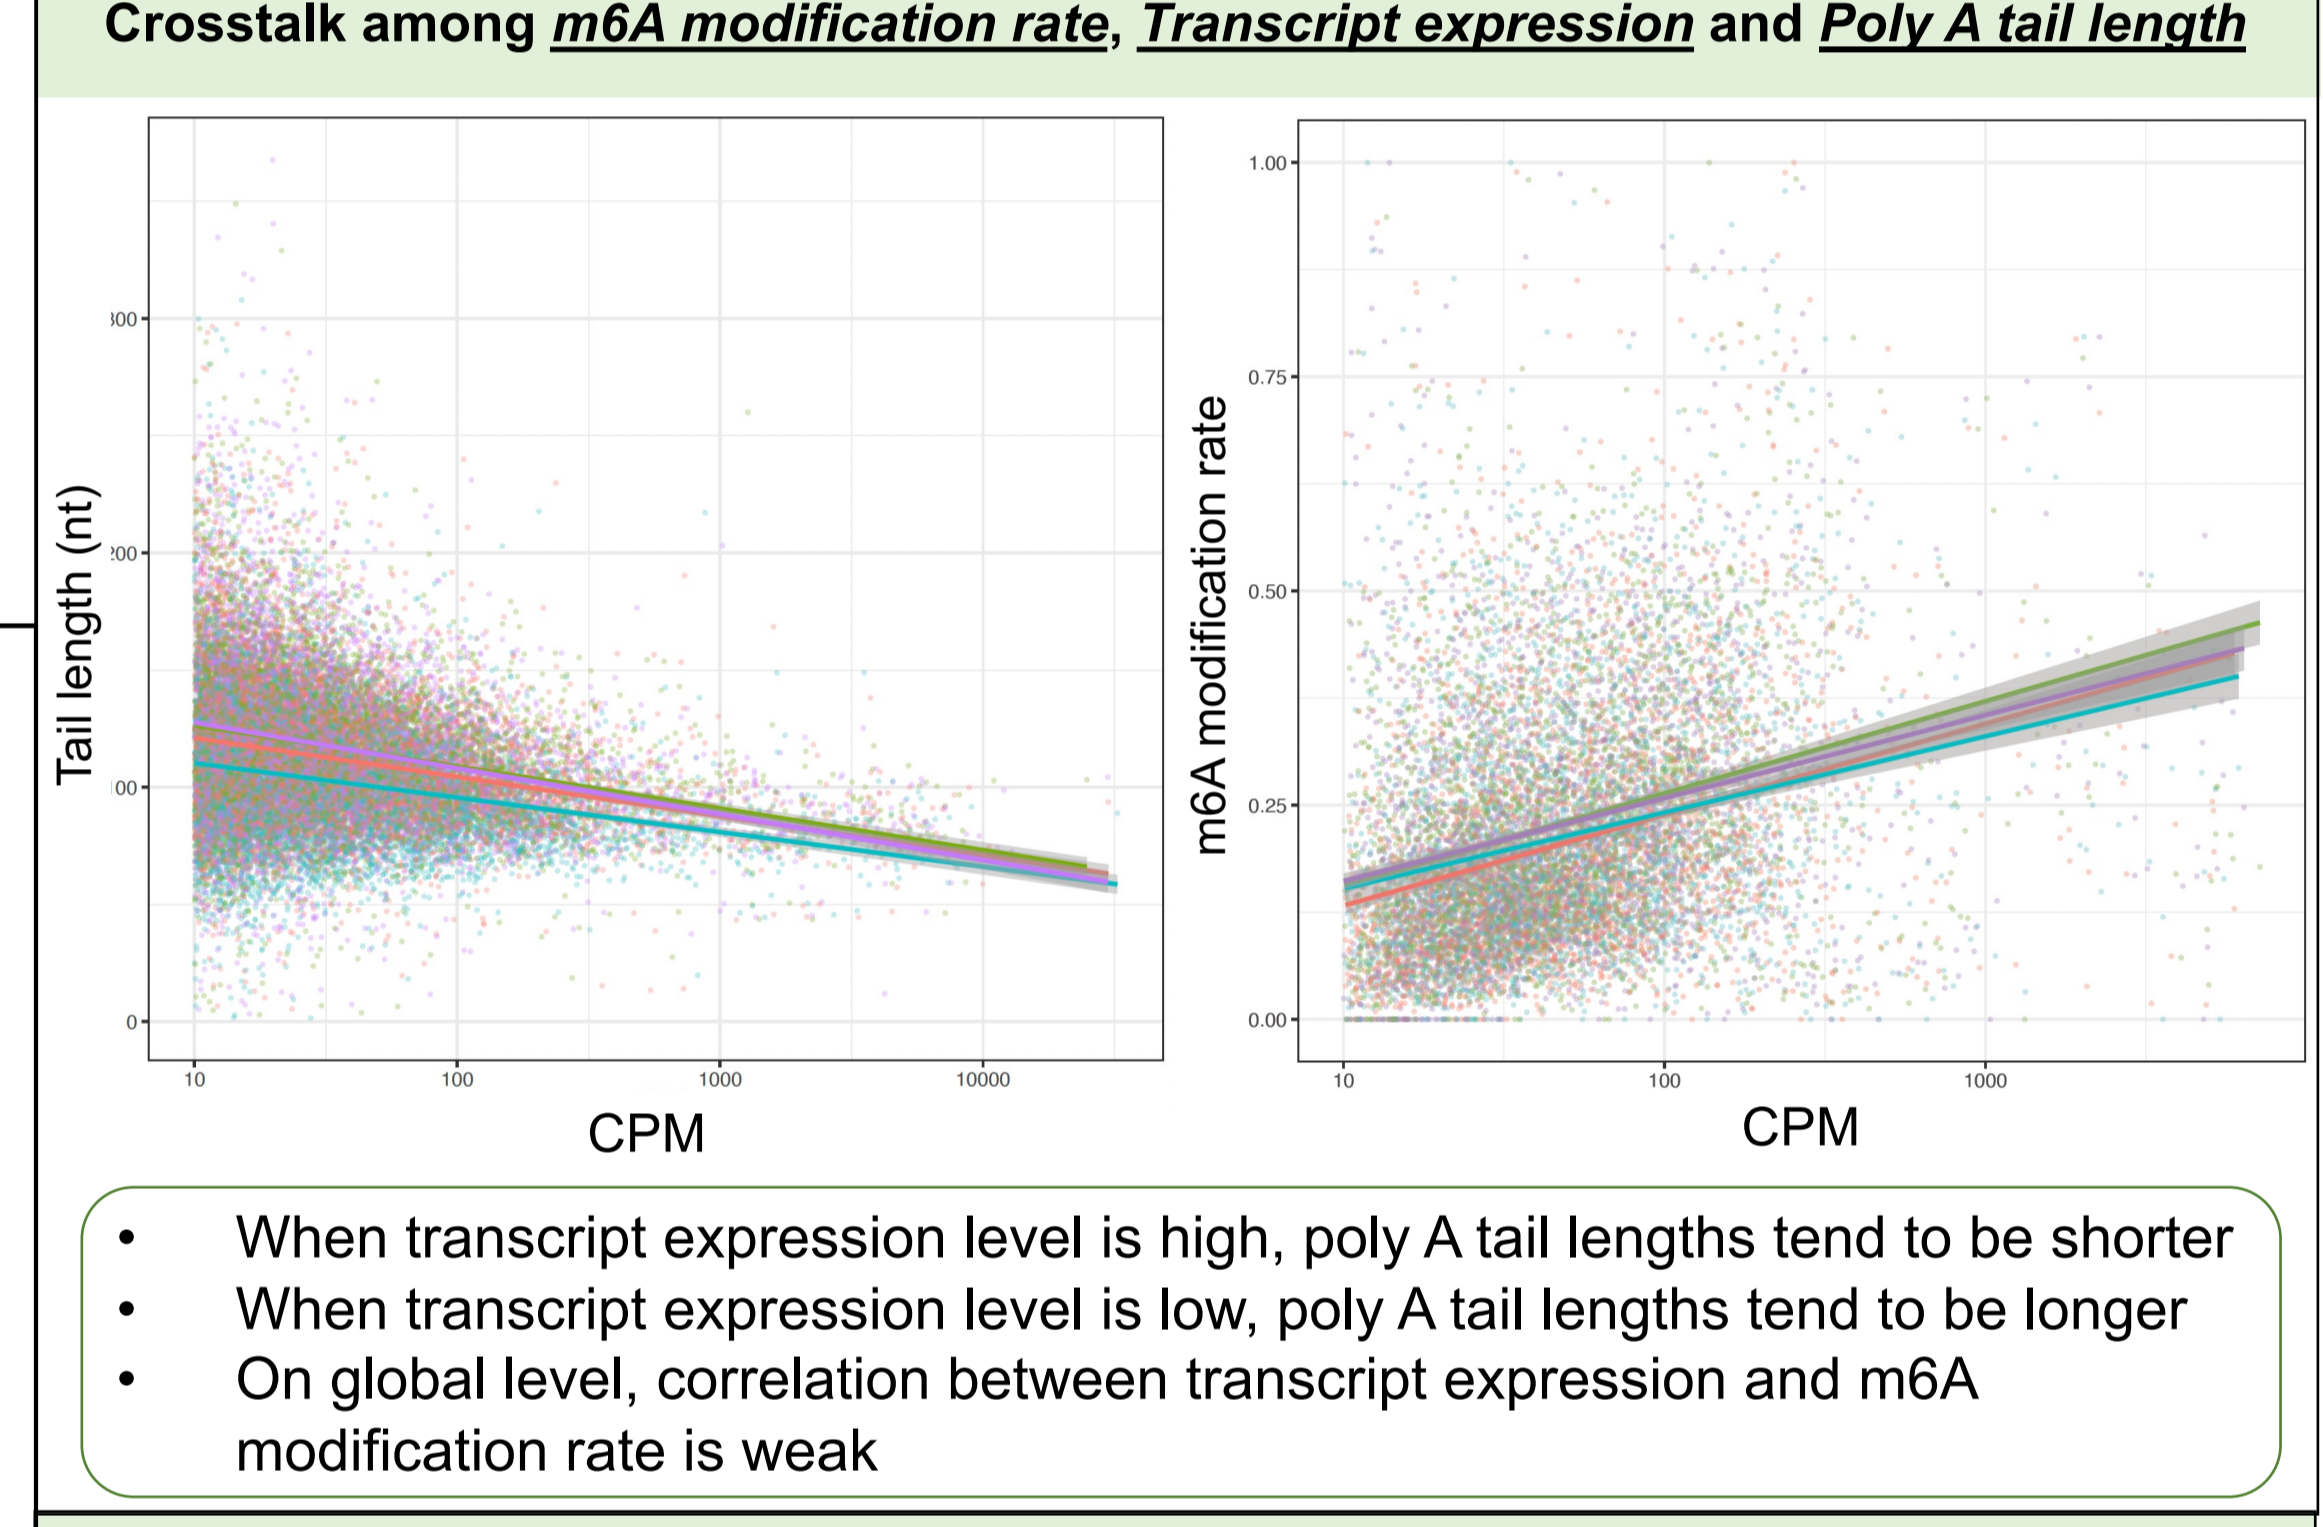 Crosstalk among m6A modification rate, Transcript expression and Poly A tail length
Tail length (nt)
300
200
100
0
10 100 1000 10000
CPM
m6A modification rate
1.00
0.75
0.50
0.25
0.00
10 100 1000
CPM
• When transcript expression level is high, poly A tail lengths tend to be shorter
• When transcript expression level is low, poly A tail lengths tend to be longer
• On global level, correlation between transcript expression and m6A
modification rate is weak